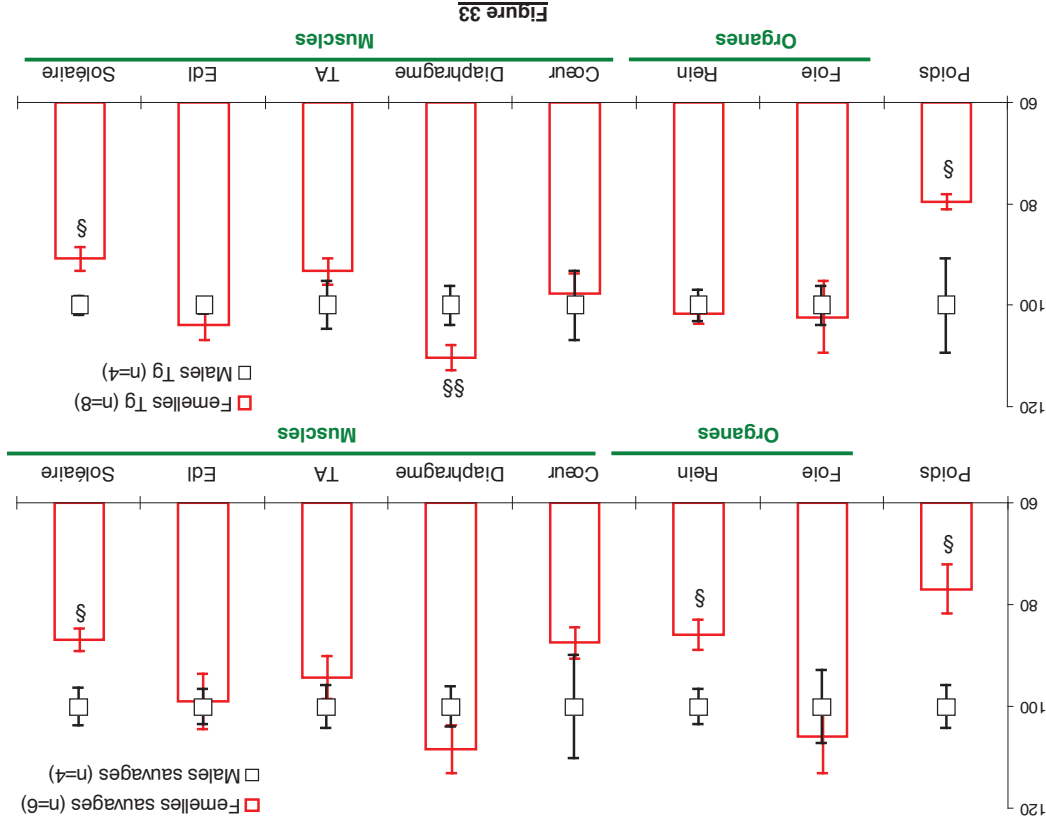 120
Femelles sauvages (n=6)
Males sauvages (n=4)
100
80
§ § §
60
Poids Foie Rein Cœur Diaphragme TA Edl Soléaire
Organes Muscles
120
Femelles Tg (n=8)
§§
Males Tg (n=4)
100
§
80
§
60
Poids Foie Rein Cœur Diaphragme TA Edl Soléaire
Organes Muscles
Figure 33